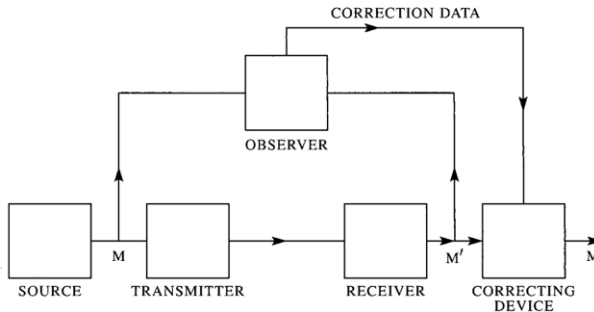 CORRECTION DATA
OBSERVER
M
M'
M
SOURCE
TRANSMITTER
RECEIVER
CORRECTING
DEVICE